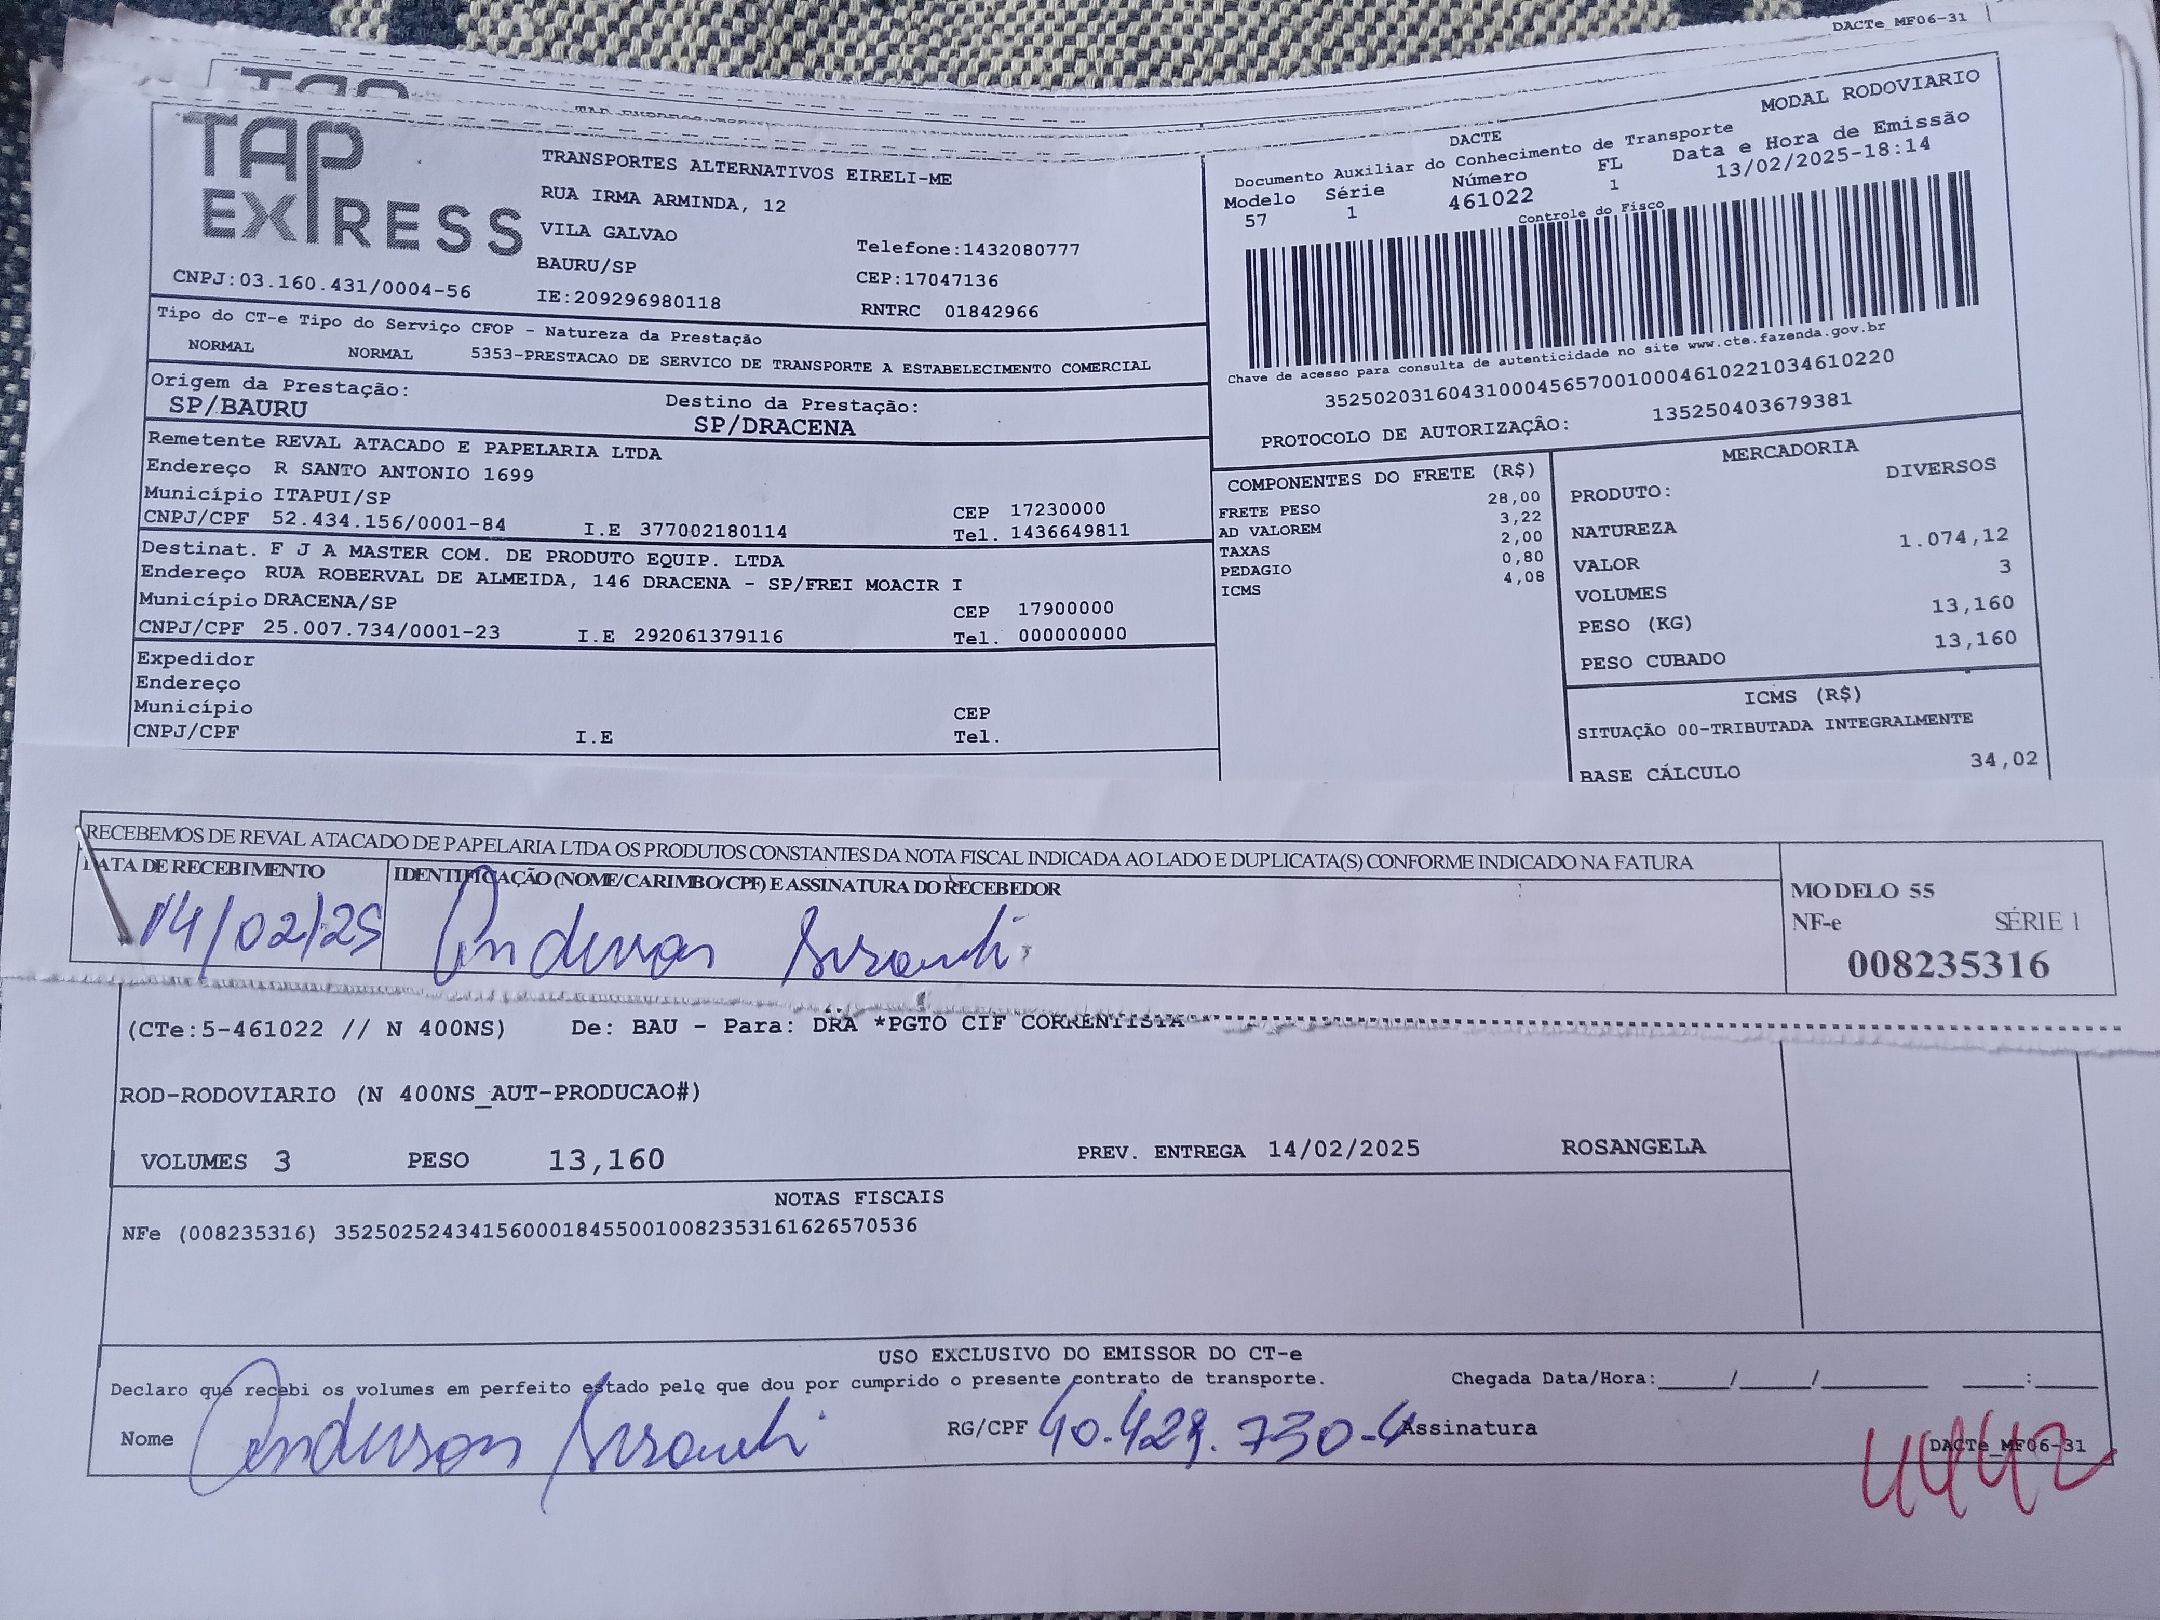 DACTe_MF06-31
TAP
EXPRESS
TRANSPORTES ALTERNATIVOS EIRELI-ME
RUA IRMA ARMINDA, 12
VILA GALVAO
Telefone:1432080777
BAURU/SP
CEP:17047136
CNPJ:03.160.431/0004-56
IE:209296980118
RNTRC 01842966
MODAL RODOVIARIO
DACTE
Documento Auxiliar do Conhecimento de Transporte
Modelo Série Número FL Data e Hora de Emissão
57 1 461022 1 13/02/2025-18:14
Controle do Fisco
Chave de acesso para consulta de autenticidade no site www.cte.fazenda.gov.br
35250203160431000456570010004610221034610220
PROTOCOLO DE AUTORIZAÇÃO: 135250403679381
Tipo do CT-e Tipo do Serviço CFOP - Natureza da Prestação
NORMAL NORMAL 5353-PRESTACAO DE SERVICO DE TRANSPORTE A ESTABELECIMENTO COMERCIAL
Origem da Prestação: Destino da Prestação:
SP/BAURU SP/DRACENA
Remetente REVAL ATACADO E PAPELARIA LTDA
Endereço R SANTO ANTONIO 1699
Município ITAPUI/SP CEP 17230000
CNPJ/CPF 52.434.156/0001-84 I.E 377002180114 Tel. 1436649811
Destinat. F J A MASTER COM. DE PRODUTO EQUIP. LTDA
Endereço RUA ROBERVAL DE ALMEIDA, 146 DRACENA - SP/FREI MOACIR I
Município DRACENA/SP CEP 17900000
CNPJ/CPF 25.007.734/0001-23 I.E 292061379116 Tel. 000000000
Expedidor
Endereço
Município CEP
CNPJ/CPF I.E Tel.
COMPONENTES DO FRETE (R$)
FRETE PESO 28,00
AD VALOREM 3,22
TAXAS 2,00
PEDAGIO 0,80
ICMS 4,08
MERCADORIA
PRODUTO: DIVERSOS
NATUREZA
VALOR 1.074,12
VOLUMES 3
PESO (KG) 13,160
PESO CUBADO 13,160
ICMS (R$)
SITUAÇÃO 00-TRIBUTADA INTEGRALMENTE
BASE CÁLCULO 34,02
RECEBEMOS DE REVAL ATACADO DE PAPELARIA LTDA OS PRODUTOS CONSTANTES DA NOTA FISCAL INDICADA AO LADO E DUPLICATA(S) CONFORME INDICADO NA FATURA
DATA DE RECEBIMENTO IDENTIFICAÇÃO (NOME/CARIMBO/CPF) E ASSINATURA DO RECEBEDOR
14/02/25 Anderson
MODELO 55
NF-e SÉRIE 1
008235316
(CTe:5-461022 // N 400NS) De: BAU - Para: DRA *PGTO CIF CORRENTISTA
ROD-RODOVIARIO (N 400NS_AUT-PRODUCAO#)
VOLUMES 3 PESO 13,160 PREV. ENTREGA 14/02/2025 ROSANGELA
NOTAS FISCAIS
NFe (008235316) 35250252434156000184550010082353161626570536
USO EXCLUSIVO DO EMISSOR DO CT-e
Declaro que recebi os volumes em perfeito estado pelo que dou por cumprido o presente contrato de transporte. Chegada Data/Hora:____/____/______ ___:___
Nome Anderson RG/CPF 40.429.730-4 Assinatura
DACTe_MF06-31
4442